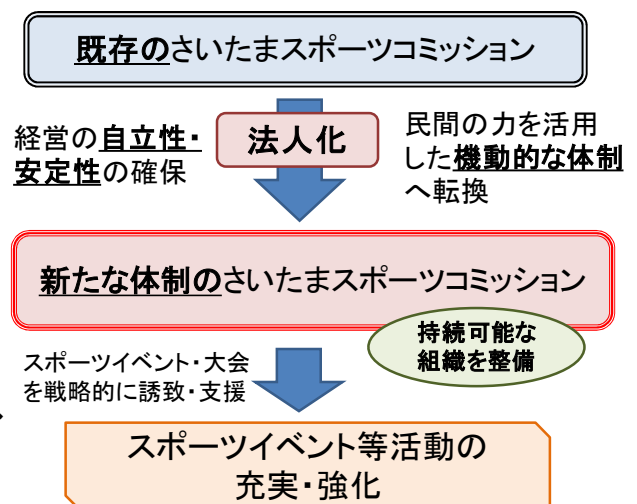 既存のさいたまスポーツコミッション
経営の自立性・
安定性の確保
法人化
民間の力を活用
した機動的な体制
へ転換
新たな体制のさいたまスポーツコミッション
持続可能な
組織を整備
スポーツイベント・大会
を戦略的に誘致・支援
スポーツイベント等活動の
充実・強化